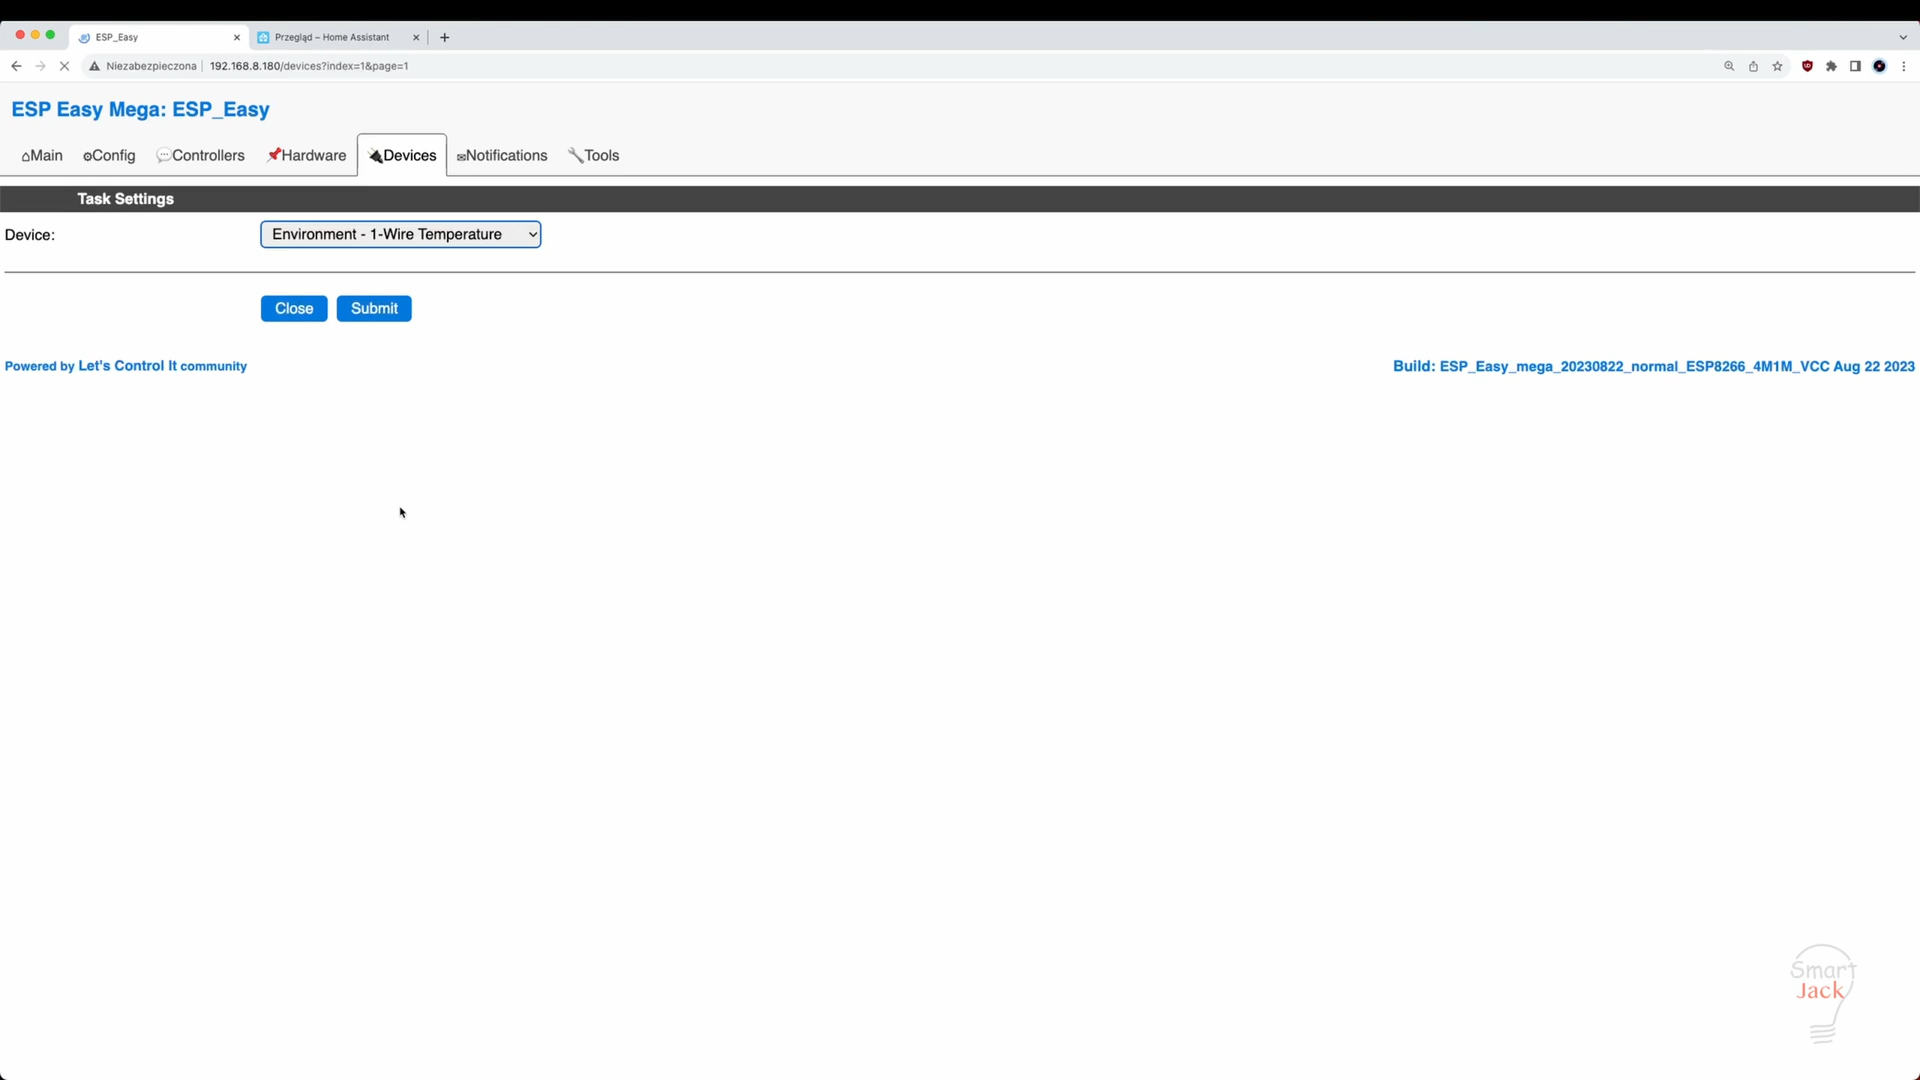 ESP_Easy
Przegląd – Home Assistant
Niezabezpieczona
192.168.8.180/devices?index=1&page=1
ESP Easy Mega: ESP_Easy
Main
Config
Controllers
Hardware
Devices
Notifications
Tools
Task Settings
Device:
Environment - 1-Wire Temperature
Close
Submit
Powered by Let's Control It community
Build: ESP_Easy_mega_20230822_normal_ESP8266_4M1M_VCC Aug 22 2023
Smart
Jack